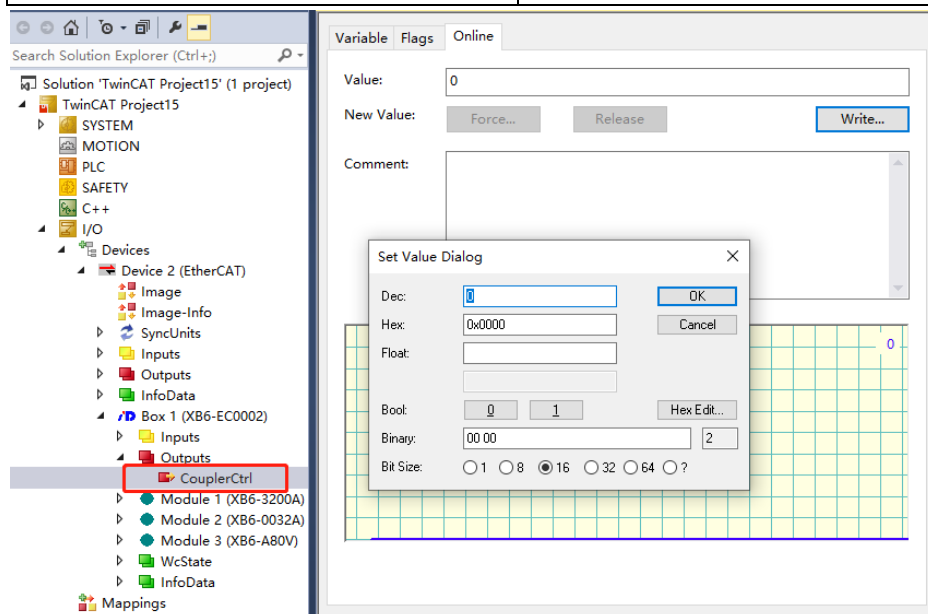 Search Solution Explorer (Ctrl+;)
Solution 'TwinCAT Project15' (1 project)
TwinCAT Project15
SYSTEM
MOTION
PLC
SAFETY
C++
I/O
Devices
Device 2 (EtherCAT)
Image
Image-Info
SyncUnits
Inputs
Outputs
InfoData
Box 1 (XB6-EC0002)
Inputs
Outputs
CouplerCtrl
Module 1 (XB6-3200A)
Module 2 (XB6-0032A)
Module 3 (XB6-A80V)
WcState
InfoData
Mappings
Variable Flags Online
Value: 0
New Value: Force... Release Write...
Comment:
Set Value Dialog
Dec: 0 OK
Hex: 0x0000 Cancel
Float:
Bool: 0 1 Hex Edit...
Binary: 00 00 2
Bit Size: 1 8 16 32 64 ?
0